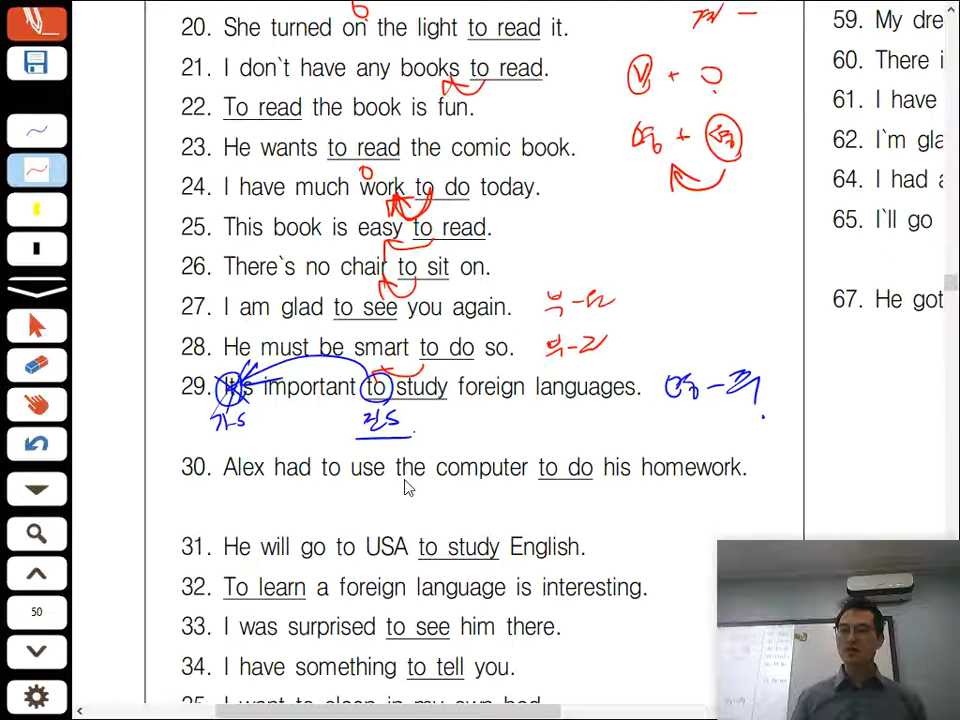 20. She turned on the light to read it.
21. I don`t have any books to read.
22. To read the book is fun.
23. He wants to read the comic book.
24. I have much work to do today.
25. This book is easy to read.
26. There`s no chair to sit on.
27. I am glad to see you again.
28. He must be smart to do so.
29. It`s important to study foreign languages.
30. Alex had to use the computer to do his homework.
31. He will go to USA to study English.
32. To learn a foreign language is interesting.
33. I was surprised to see him there.
34. I have something to tell you.
50
59. My dre
60. There i
61. I have
62. I`m gla
64. I had a
65. I`ll go
67. He got